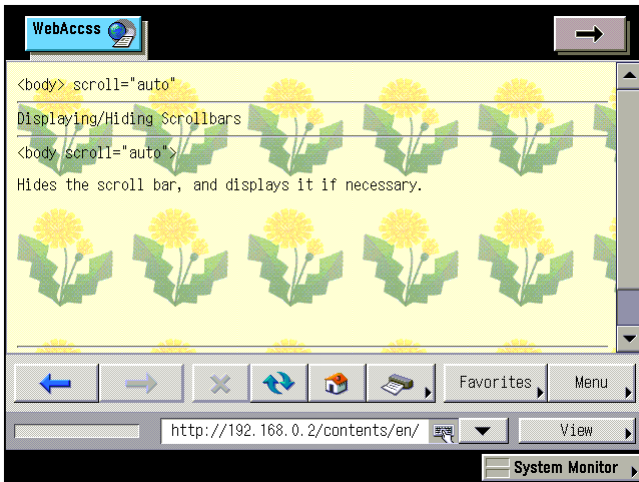 WebAccss
<body> scroll="auto"
Displaying/Hiding Scrollbars
<body scroll="auto">
Hides the scroll bar, and displays it if necessary.
Favorites
Menu
http://192.168.0.2/contents/en/
View
System Monitor